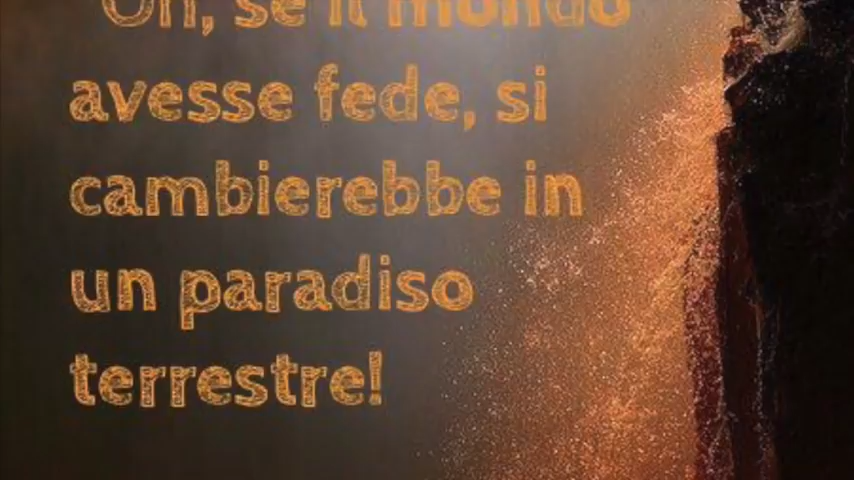 Oh, se il mondo
avesse fede, si
cambierebbe in
un paradiso
terrestre!